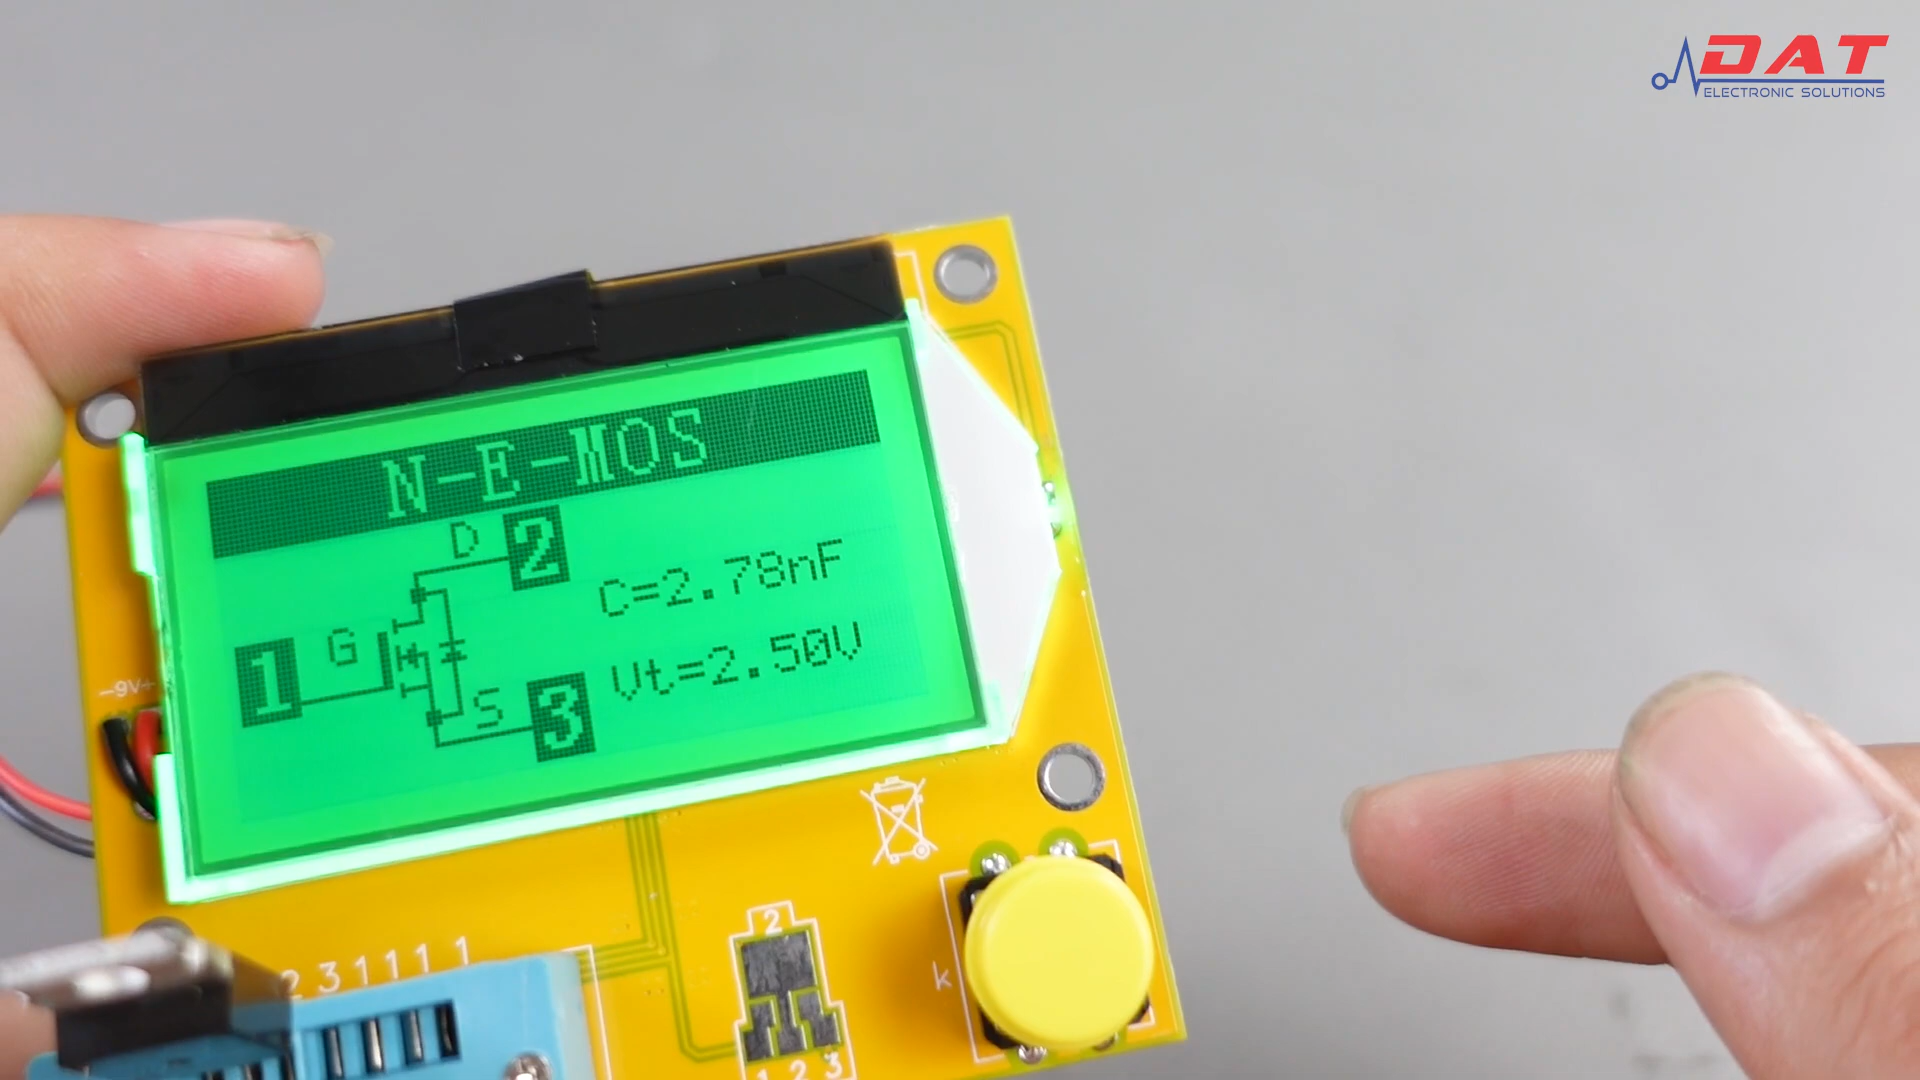 DAT
ELECTRONIC SOLUTIONS
N-E-MOS
D 2
C=2.78nF
1 G
Vt=2.50V
S 3
-9V+
2 3 1 1 1 1
2
k
1 2 3